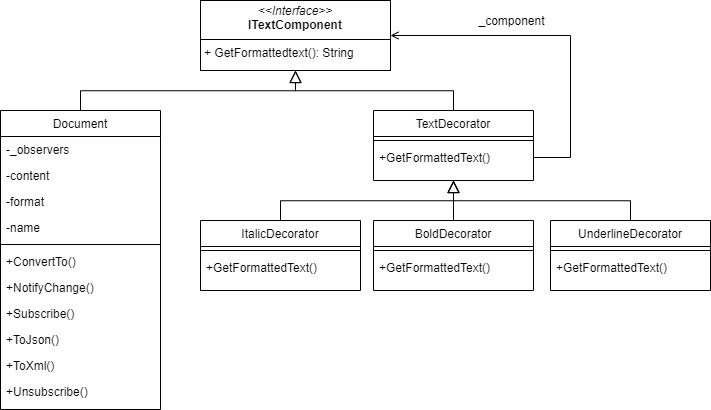 <<Interface>>
ITextComponent
+ GetFormattedtext(): String
_component
Document
-_observers
-content
-format
-name
+ConvertTo()
+NotifyChange()
+Subscribe()
+ToJson()
+ToXml()
+Unsubscribe()
TextDecorator
+GetFormattedText()
ItalicDecorator
+GetFormattedText()
BoldDecorator
+GetFormattedText()
UnderlineDecorator
+GetFormattedText()